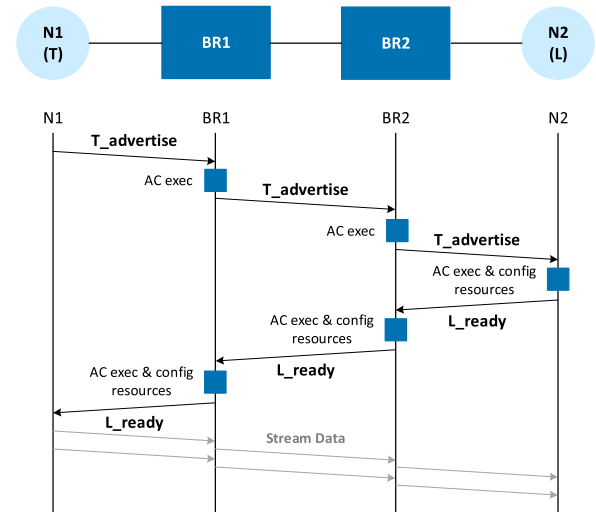 N1
(T)
BR1
BR2
N2
(L)
N1
BR1
BR2
N2
T_advertise
AC exec
T_advertise
AC exec
T_advertise
AC exec & config
resources
L_ready
AC exec & config
resources
L_ready
AC exec & config
resources
L_ready
Stream Data